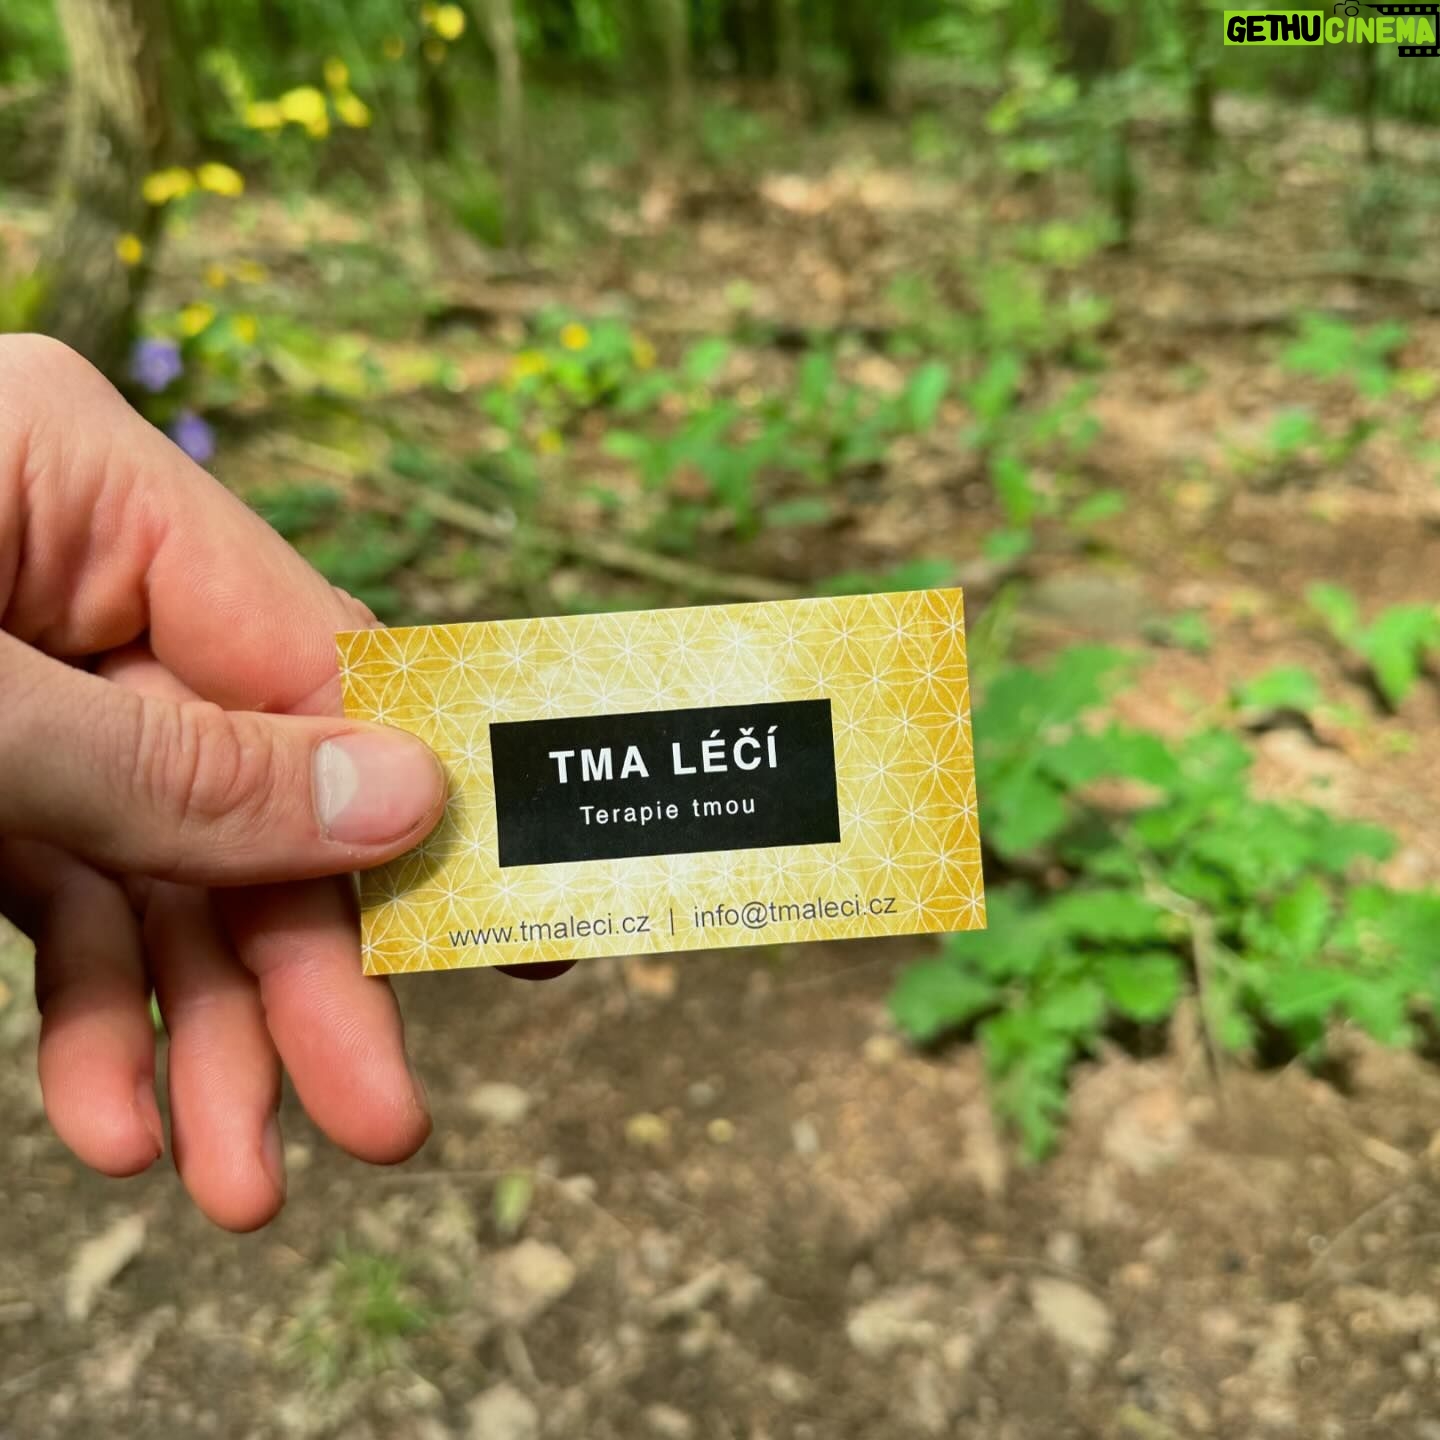 GETHUCINEMA
TMA LÉČÍ
Terapie tmou
www.tmaleci.cz | info@tmaleci.cz